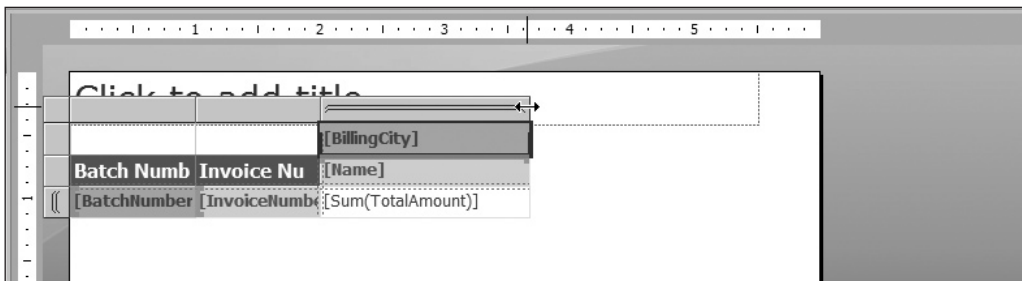 1 2 3 4 5
Click to add title
[BillingCity]
Batch Numb Invoice Nu [Name]
1 [BatchNumber [InvoiceNumbe [Sum(TotalAmount)]